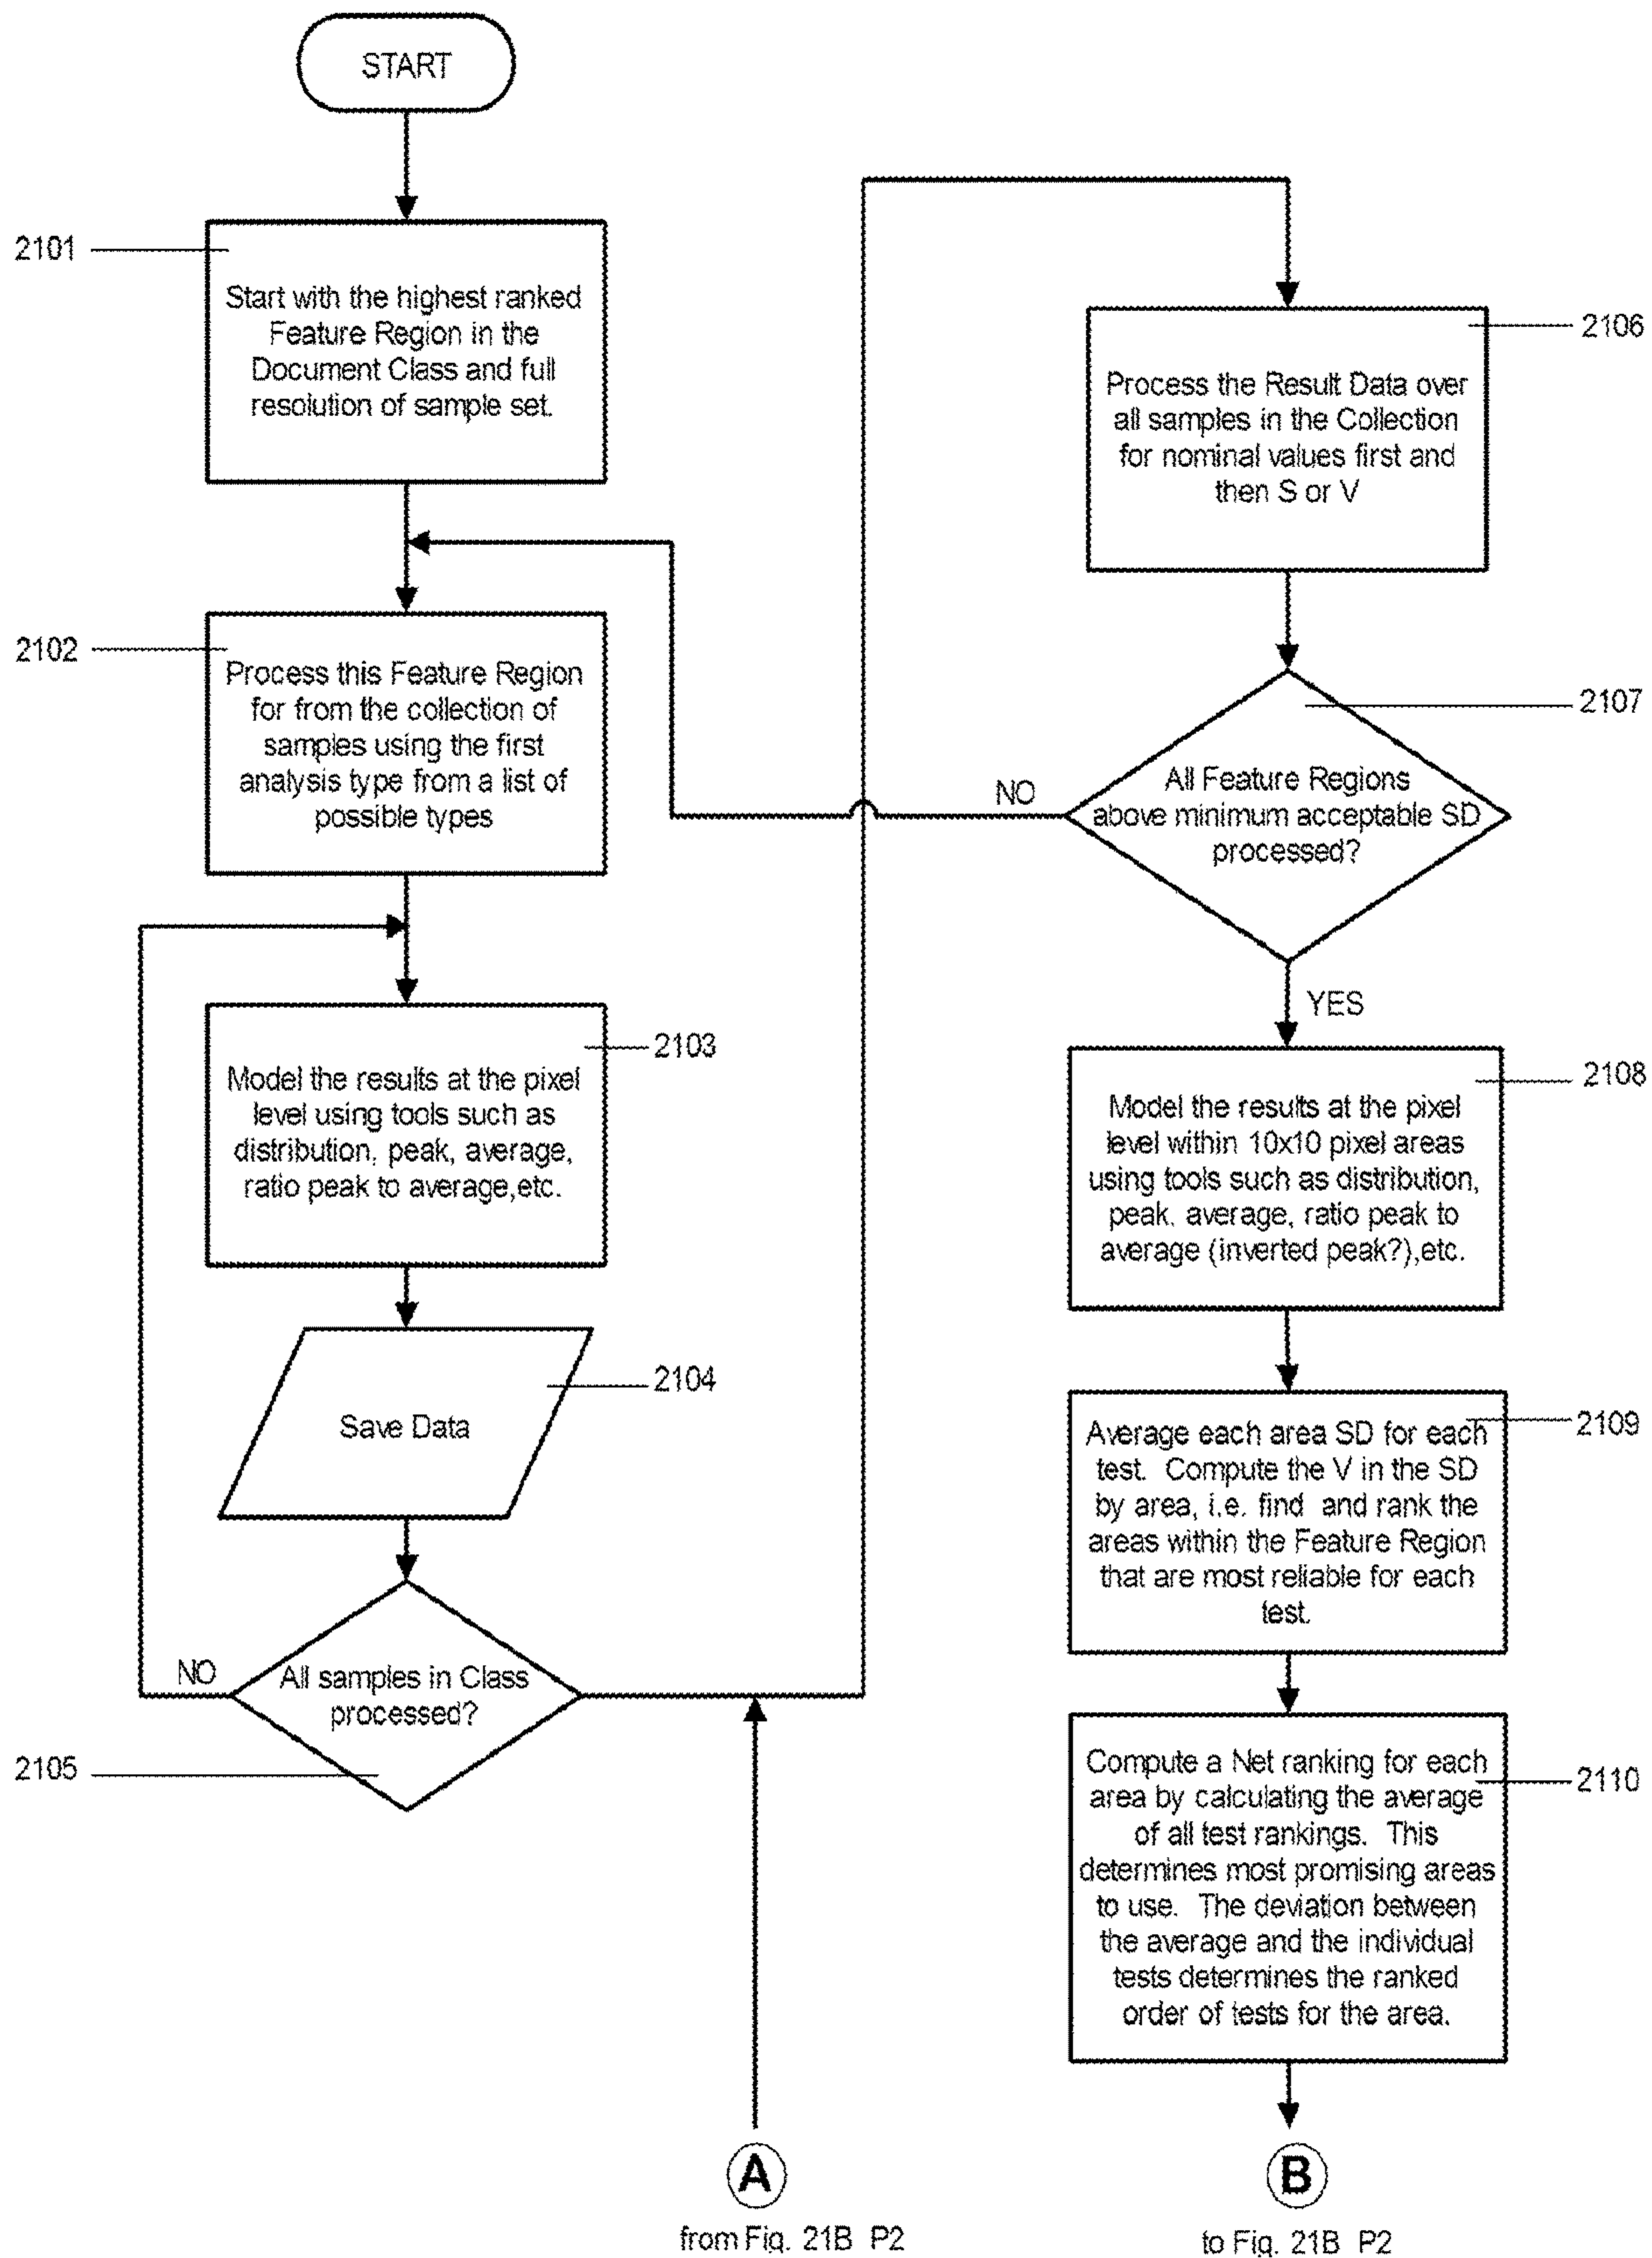 START
2101
Start with the highest ranked
Feature Region in the
Document Class and full
resolution of sample set.
2102
Process this Feature Region
for from the collection of
samples using the first
analysis type from a list of
possible types
2103
Model the results at the pixel
level using tools such as
distribution, peak, average,
ratio peak to average,etc.
2104
Save Data
NO
All samples in Class
processed?
2105
A
from Fig. 21B P2
2106
Process the Result Data over
all samples in the Collection
for nominal values first and
then S or V
2107
NO
All Feature Regions
above minimum acceptable SD
processed?
YES
2108
Model the results at the pixel
level within 10x10 pixel areas
using tools such as distribution,
peak, average, ratio peak to
average (inverted peak?),etc.
2109
Average each area SD for each
test. Compute the V in the SD
by area, i.e. find and rank the
areas within the Feature Region
that are most reliable for each
test.
Compute a Net ranking for each
2110
area by calculating the average
of all test rankings. This
determines most promising areas
to use. The deviation between
the average and the individual
tests determines the ranked
order of tests for the area.
B
to Fig. 21B P2